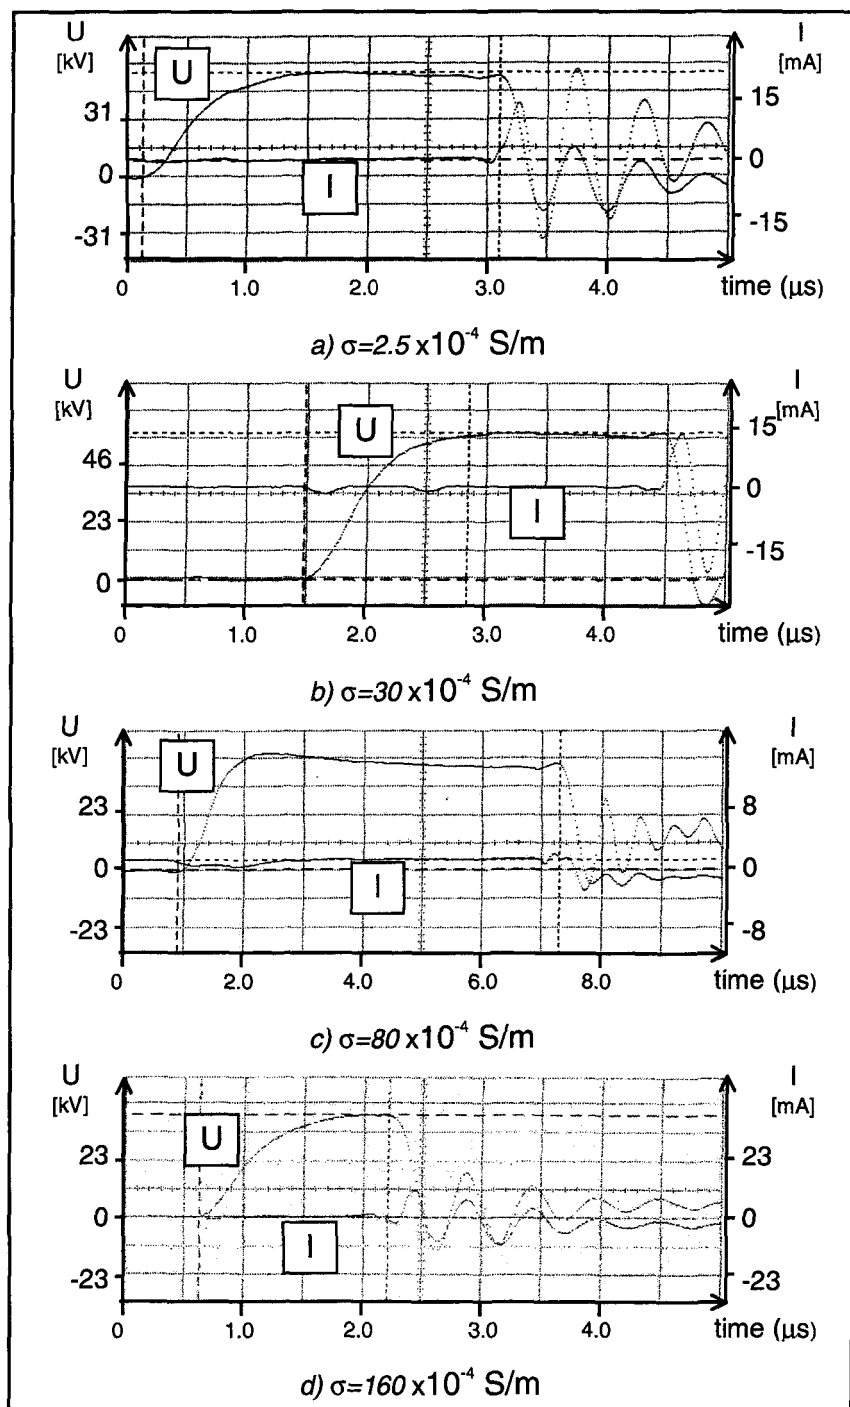 U I
[kV] [mA]
U
31 15
0 0
I
-31 -15
0 1.0 2.0 3.0 4.0 time (μs)
a) σ=2.5 x10⁻⁴ S/m
U I
[kV] [mA]
U
15
46
0
I
23
-15
0
0 1.0 2.0 3.0 4.0 time (μs)
b) σ=30 x10⁻⁴ S/m
U I
[kV] [mA]
U
23 8
0 0
I
-23 -8
0 2.0 4.0 6.0 8.0 time (μs)
c) σ=80 x10⁻⁴ S/m
U I
[kV] [mA]
U
23 23
0 0
I
-23 -23
0 1.0 2.0 3.0 4.0 time (μs)
d) σ=160 x10⁻⁴ S/m